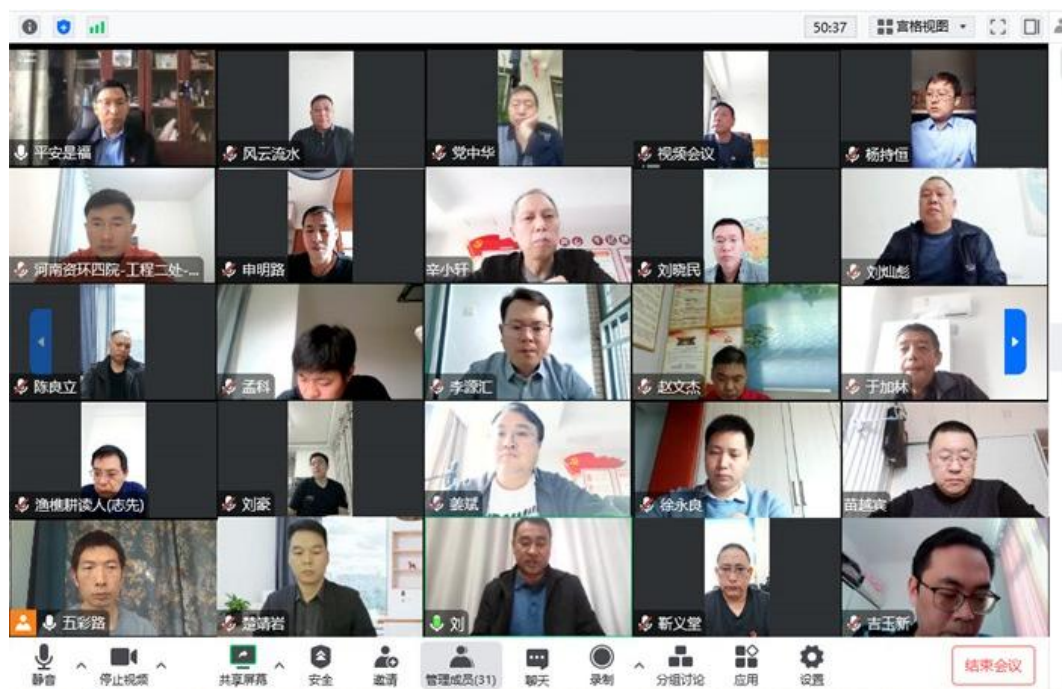 50:37
宫格视图
平安是福
风云流水
党中华
视频会议
杨持恒
河南资环四院-工程二处-...
申明路
辛小轩
刘晓民
刘灿彪
陈良立
孟科
李源汇
赵文杰
于加林
渔樵耕读人(志先)
刘豪
姜斌
徐永良
苗越宾
五彩路
楚靖岩
刘
靳义堂
吉玉新
静音
停止视频
共享屏幕
安全
邀请
管理成员(31)
聊天
录制
分组讨论
应用
设置
结束会议